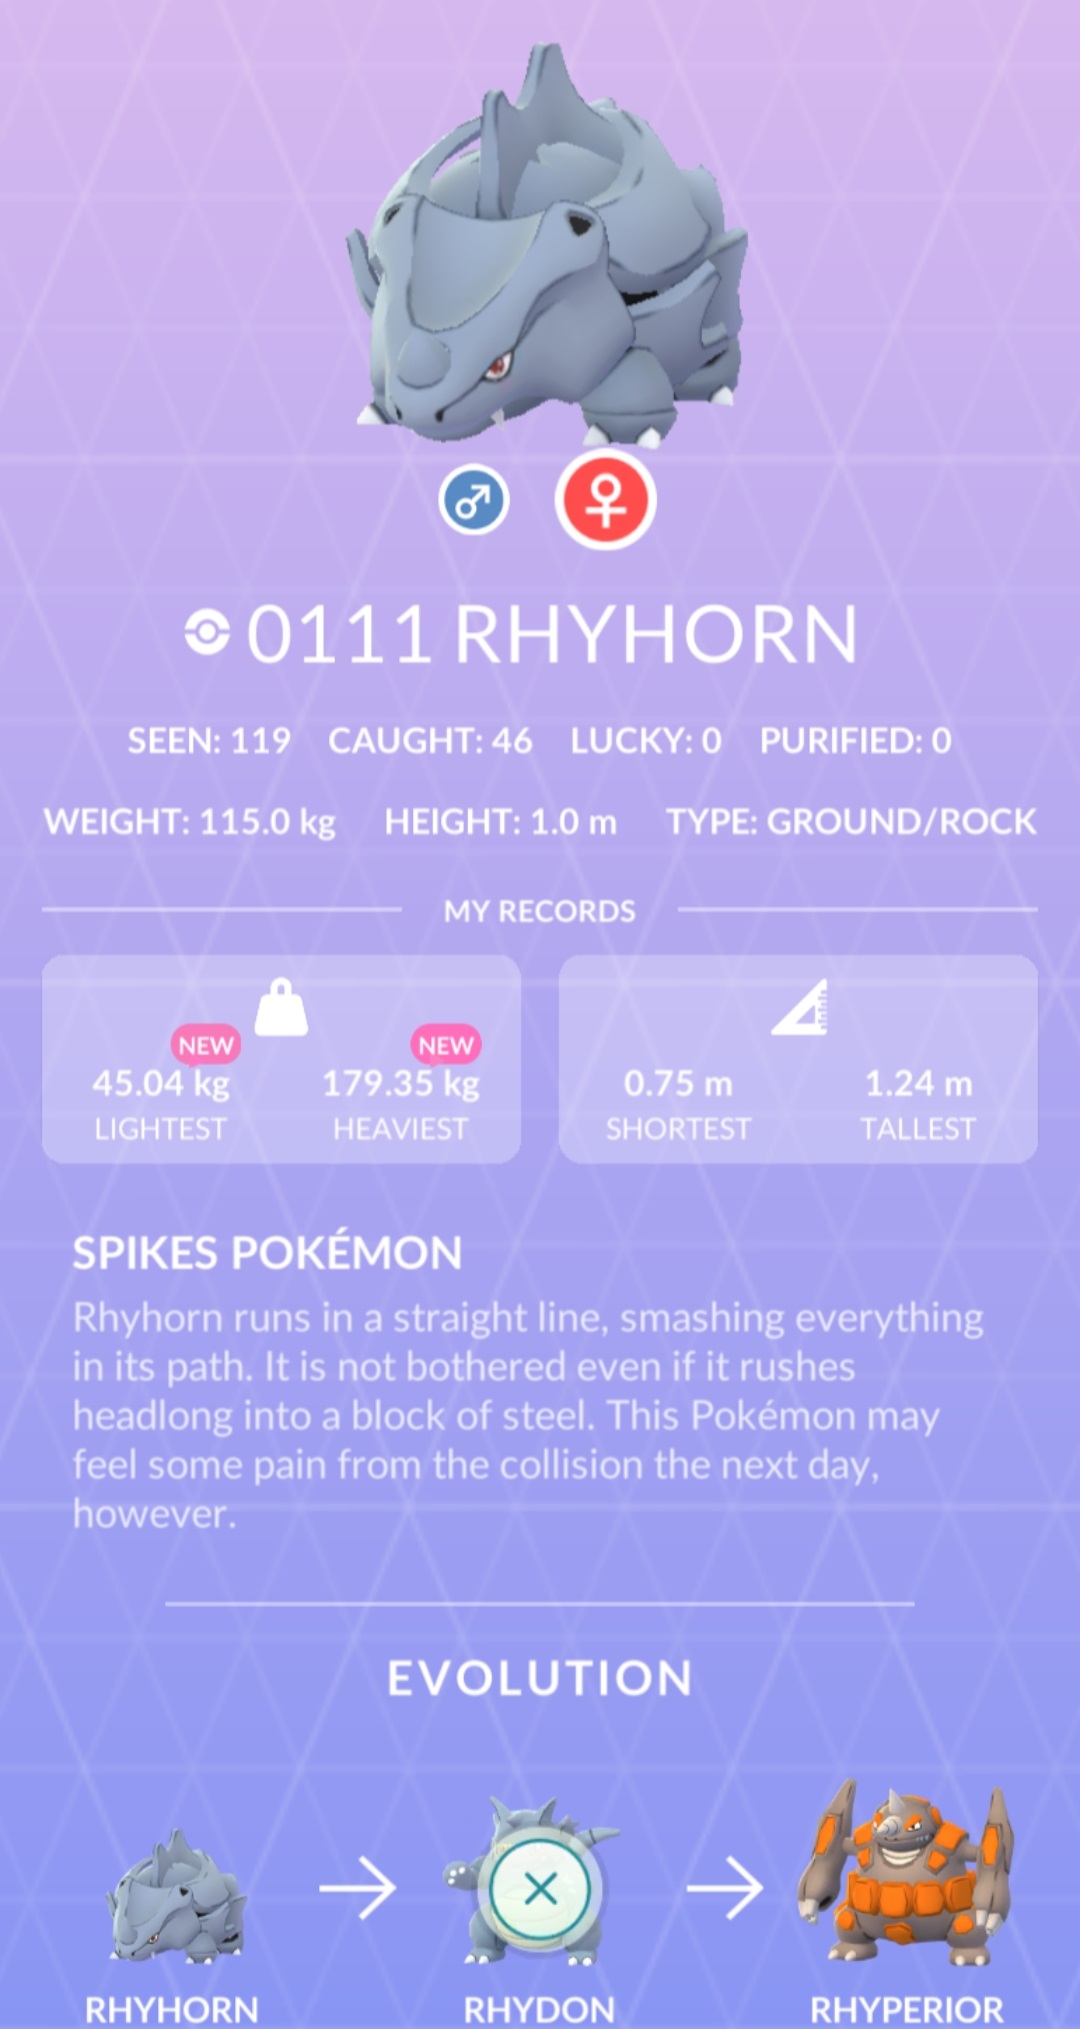 0111 RHYHORN
SEEN: 119 CAUGHT: 46 LUCKY: 0 PURIFIED: 0
WEIGHT: 115.0 kg HEIGHT: 1.0 m TYPE: GROUND/ROCK
MY RECORDS
NEW NEW
45.04 kg 179.35 kg 0.75 m 1.24 m
LIGHTEST HEAVIEST SHORTEST TALLEST
SPIKES POKÉMON
Rhyhorn runs in a straight line, smashing everything
in its path. It is not bothered even if it rushes
headlong into a block of steel. This Pokémon may
feel some pain from the collision the next day,
however.
EVOLUTION
RHYHORN RHYDON RHYPERIOR